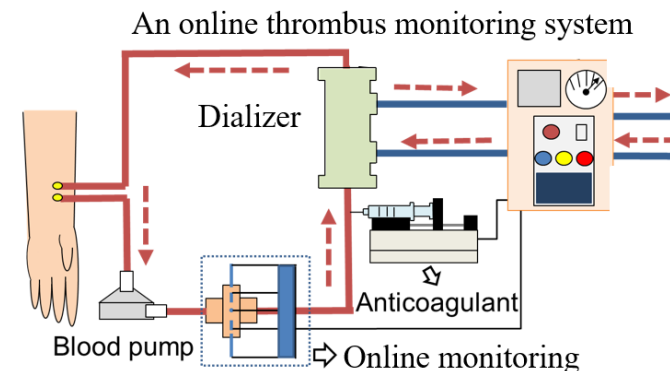 An online thrombus monitoring system
Dializer
Anticoagulant
Blood pump
Online monitoring